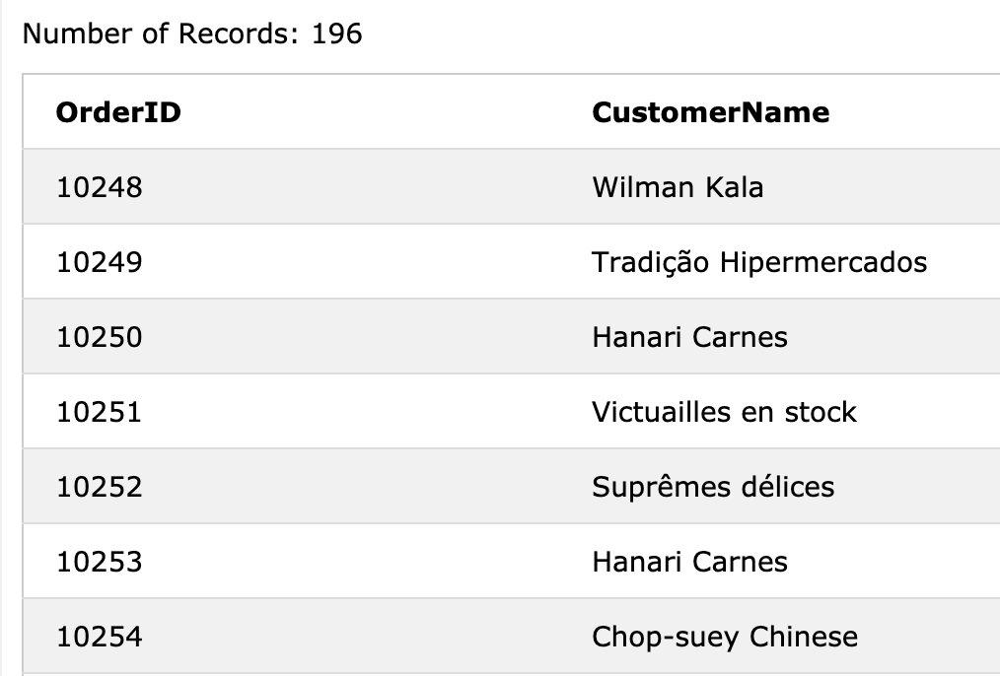 Number of Records: 196
OrderID CustomerName
10248 Wilman Kala
10249 Tradição Hipermercados
10250 Hanari Carnes
10251 Victuailles en stock
10252 Suprêmes délices
10253 Hanari Carnes
10254 Chop-suey Chinese